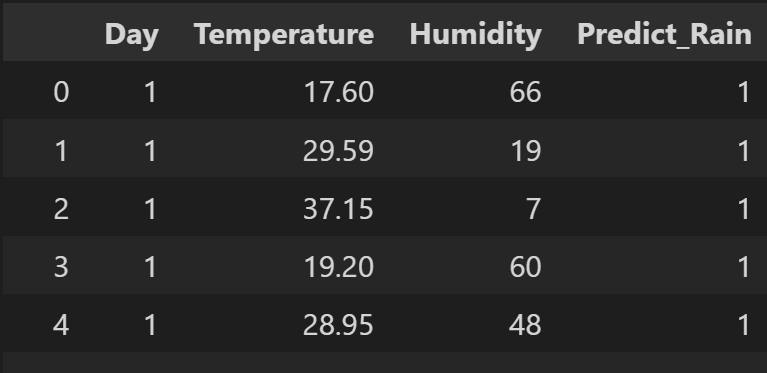 Day Temperature Humidity Predict_Rain
0 1 17.60 66 1
1 1 29.59 19 1
2 1 37.15 7 1
3 1 19.20 60 1
4 1 28.95 48 1